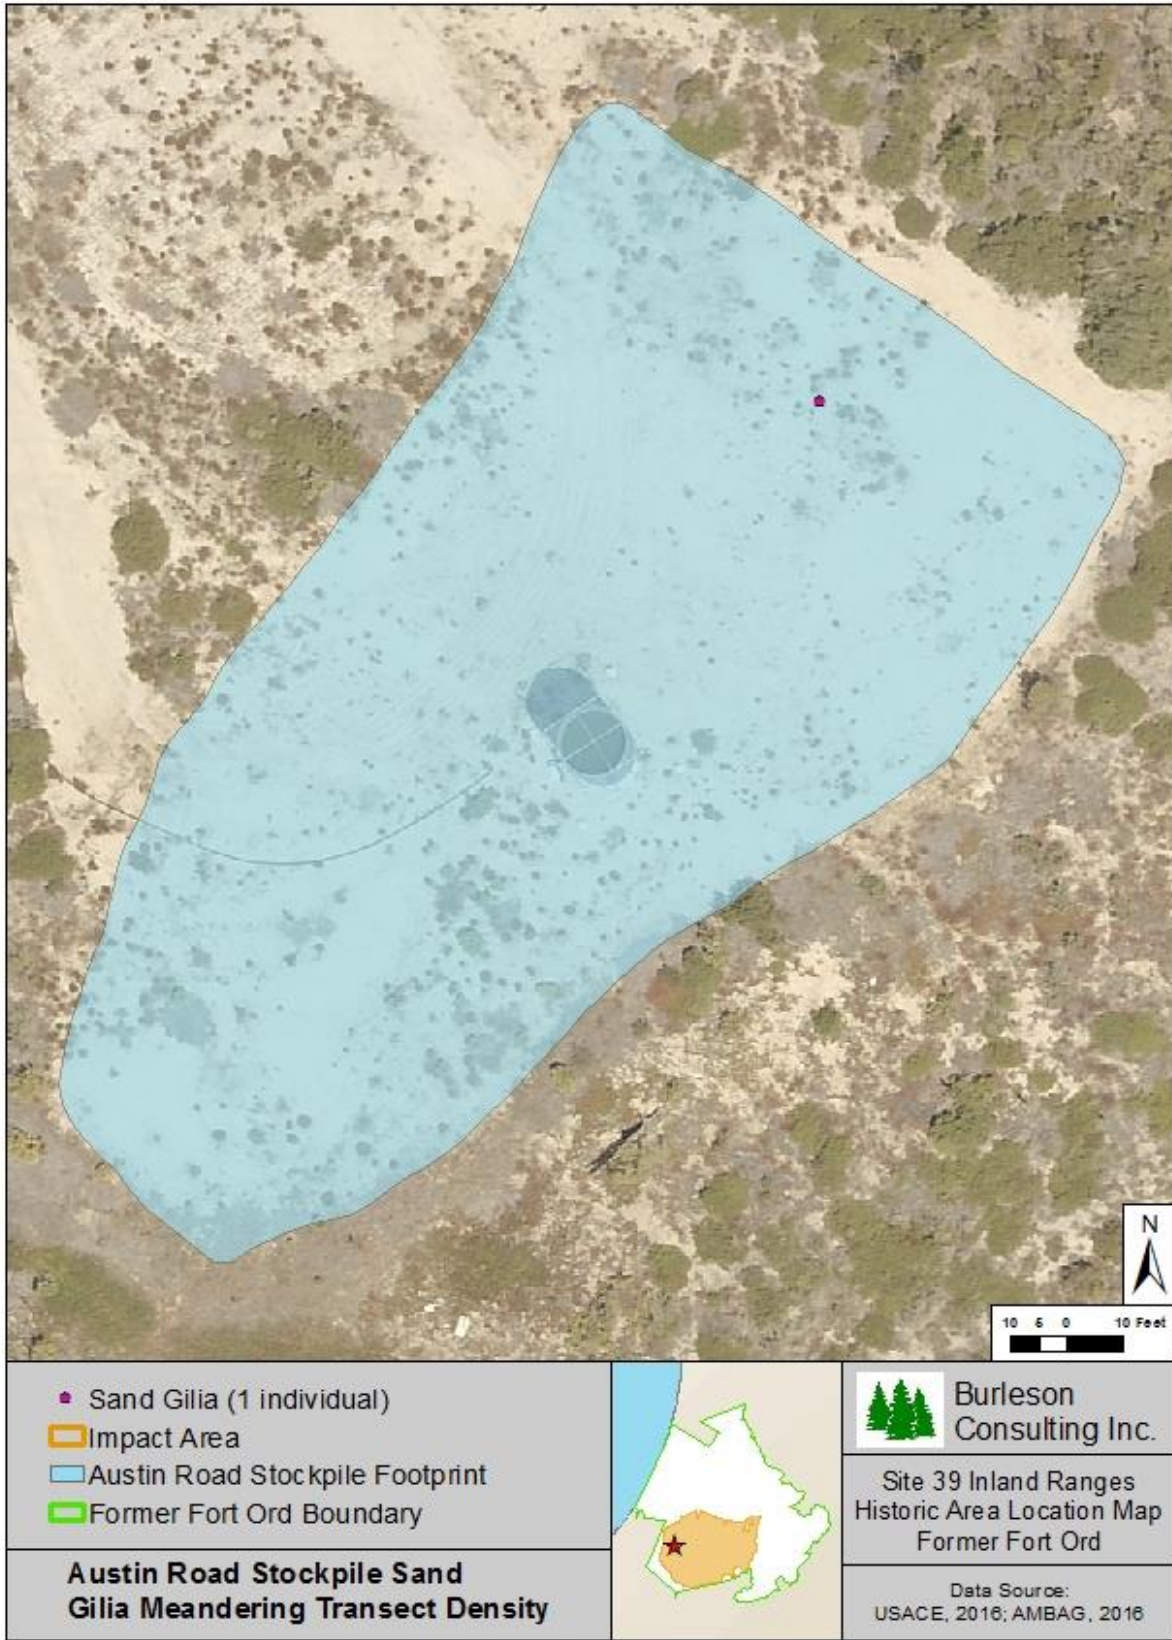 N
10 5 0 10 Feet
Sand Gilia (1 individual)
Impact Area
Austin Road Stockpile Footprint
Former Fort Ord Boundary
Austin Road Stockpile Sand
Gilia Meandering Transect Density
Burleson
Consulting Inc.
Site 39 Inland Ranges
Historic Area Location Map
Former Fort Ord
Data Source:
USACE, 2016; AMBAG, 2016